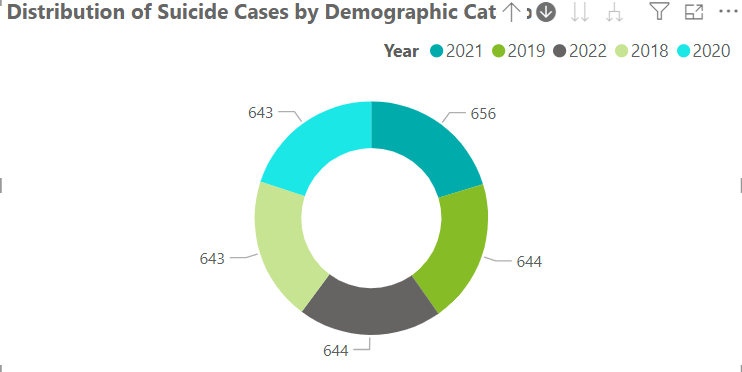 Distribution of Suicide Cases by Demographic Cat
Year 2021 2019 2022 2018 2020
643 656
643 644
644